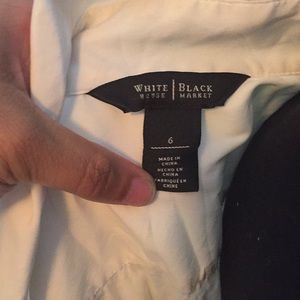 WHITE | BLACK
HOUSE | MARKET
6
MADE IN
CHINA
HECHO EN
CHINA
FABRIQUÉ EN
CHINE